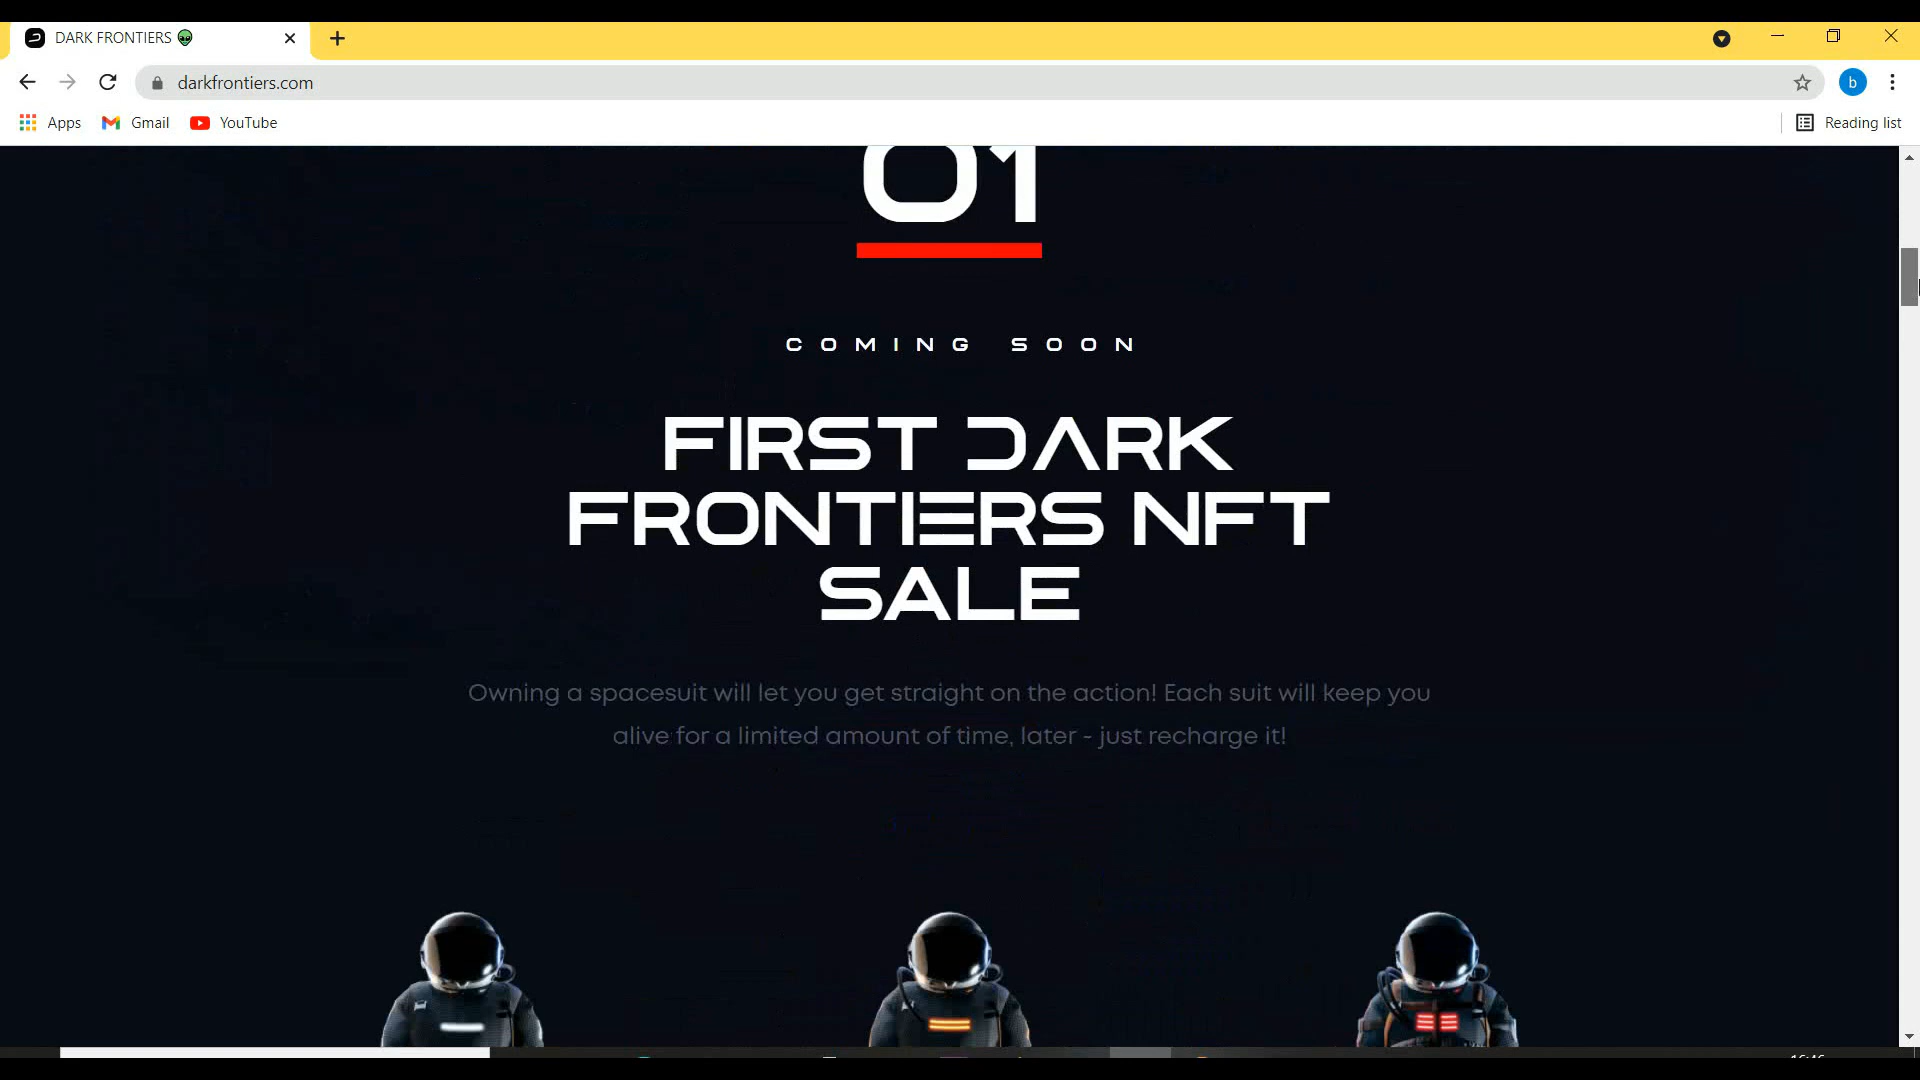 DARK FRONTIERS
darkfrontiers.com
b
Apps
Gmail
YouTube
Reading list
01
COMING SOON
FIRST DARK
FRONTIERS NFT
SALE
Owning a spacesuit will let you get straight on the action! Each suit will keep you
alive for a limited amount of time, later - just recharge it!